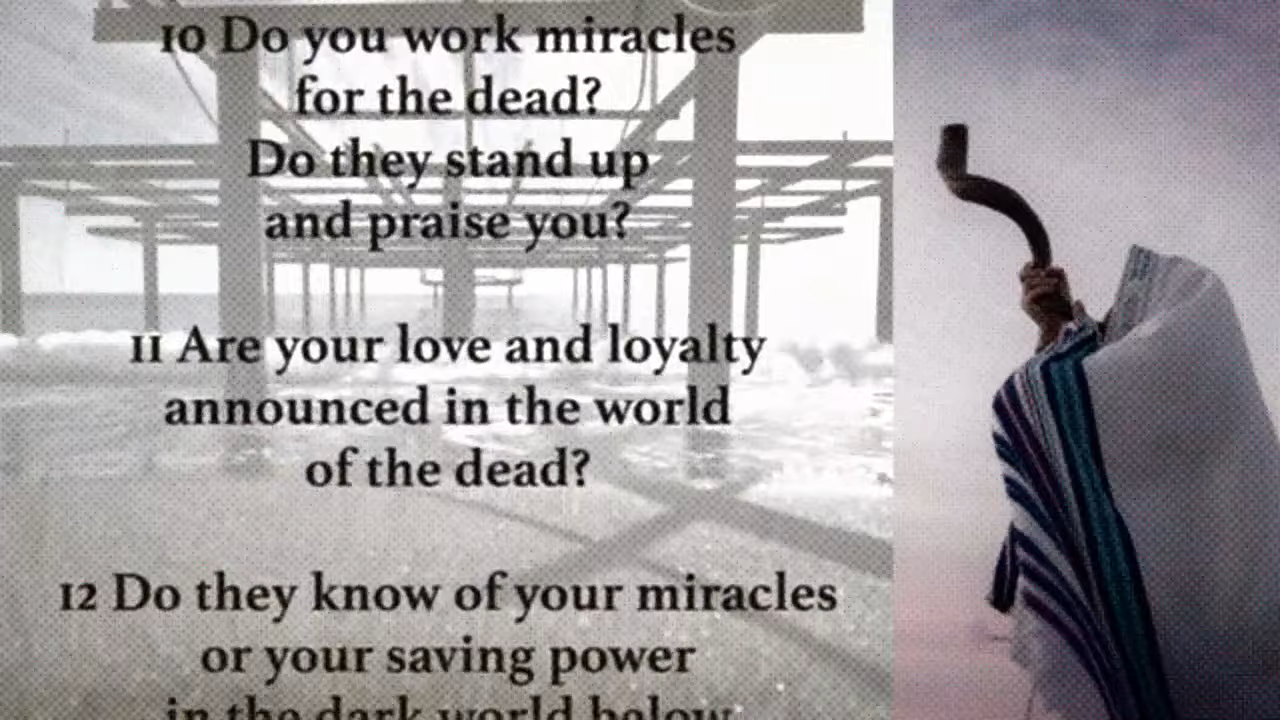 10 Do you work miracles
for the dead?
Do they stand up
and praise you?
11 Are your love and loyalty
announced in the world
of the dead?
12 Do they know of your miracles
or your saving power
in the dark world below